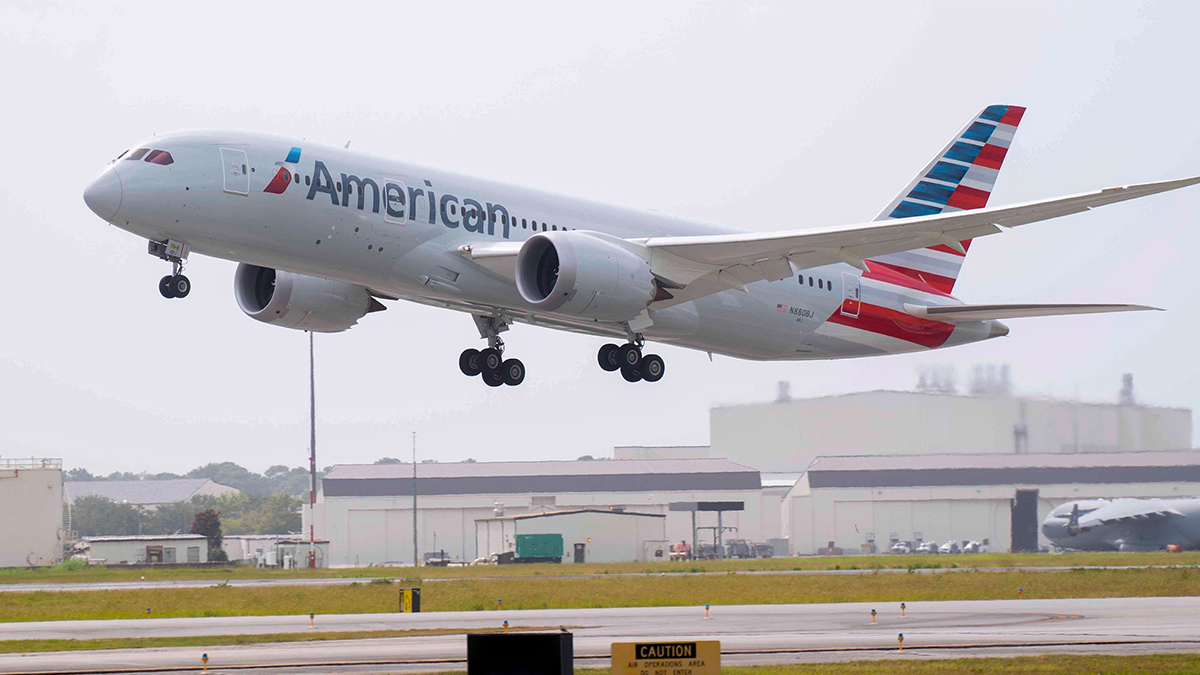 American
N880BJ
CAUTION
AIR OPERATIONS AREA
DO NOT ENTER